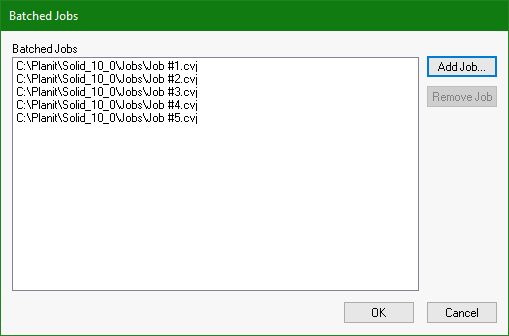 Batched Jobs
Batched Jobs
C:\Planit\Solid_10_0\Jobs\Job #1.cvj
C:\Planit\Solid_10_0\Jobs\Job #2.cvj
C:\Planit\Solid_10_0\Jobs\Job #3.cvj
C:\Planit\Solid_10_0\Jobs\Job #4.cvj
C:\Planit\Solid_10_0\Jobs\Job #5.cvj
Add Job...
Remove Job
OK
Cancel